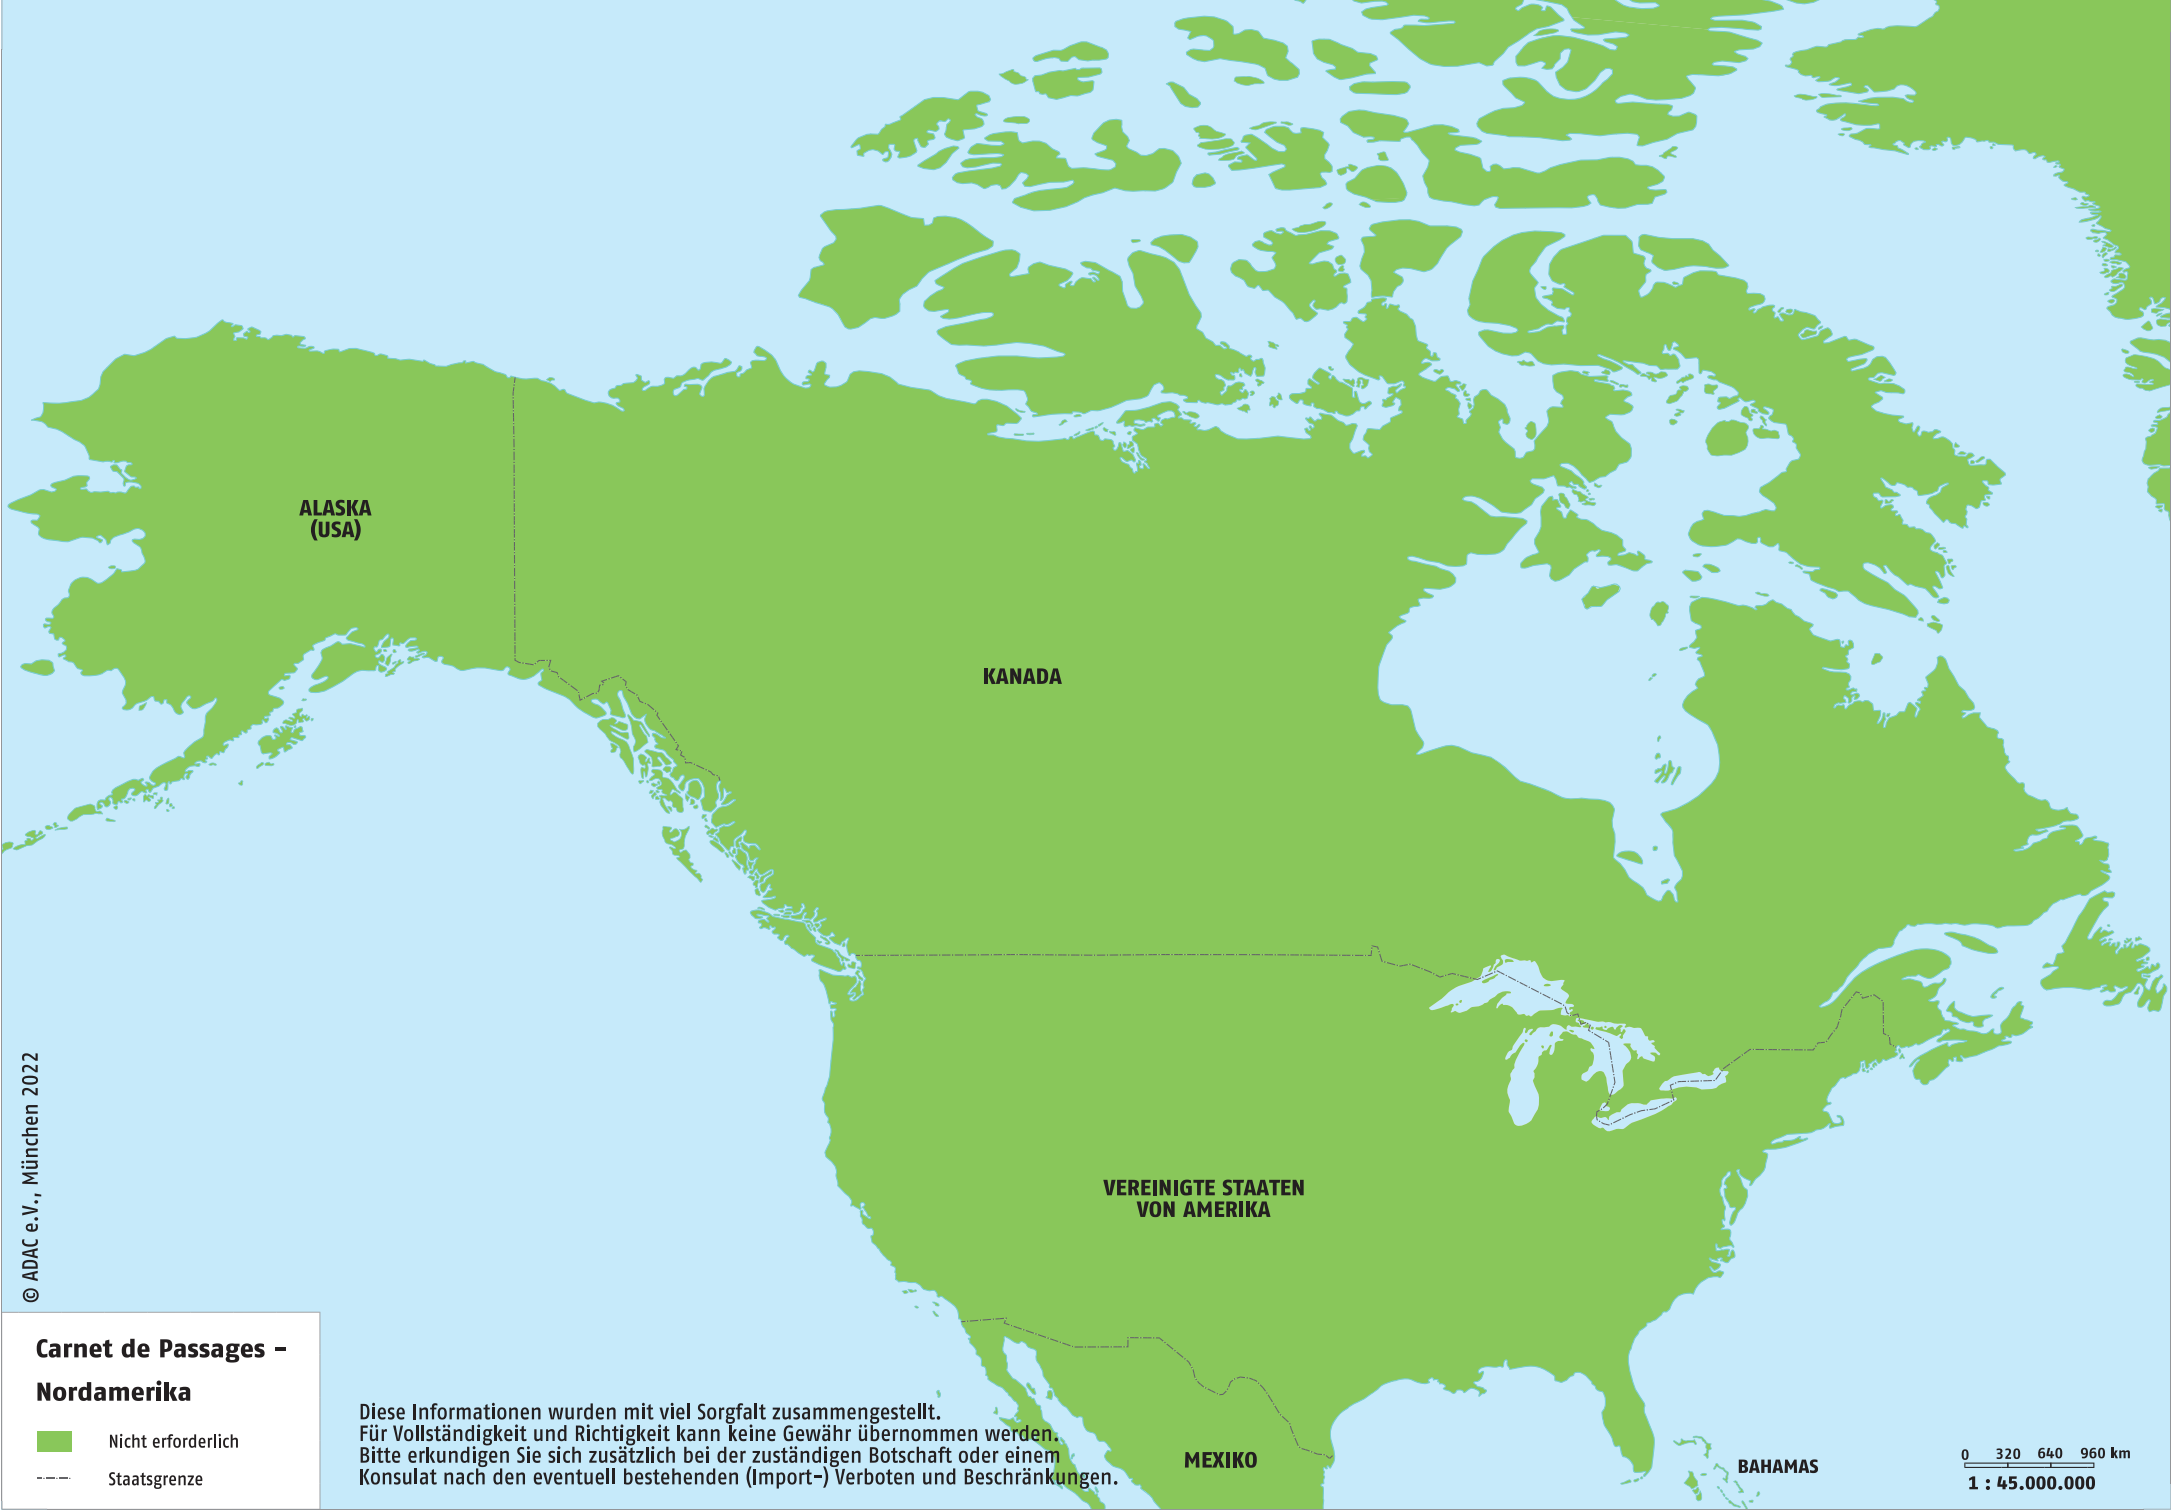 ALASKA
(USA)
KANADA
VEREINIGTE STAATEN
VON AMERIKA
MEXIKO
BAHAMAS
© ADAC e.V., München 2022
Carnet de Passages –
Nordamerika
Nicht erforderlich
Staatsgrenze
Diese Informationen wurden mit viel Sorgfalt zusammengestellt.
Für Vollständigkeit und Richtigkeit kann keine Gewähr übernommen werden.
Bitte erkundigen Sie sich zusätzlich bei der zuständigen Botschaft oder einem
Konsulat nach den eventuell bestehenden (Import-) Verboten und Beschränkungen.
0 320 640 960 km
1 : 45.000.000